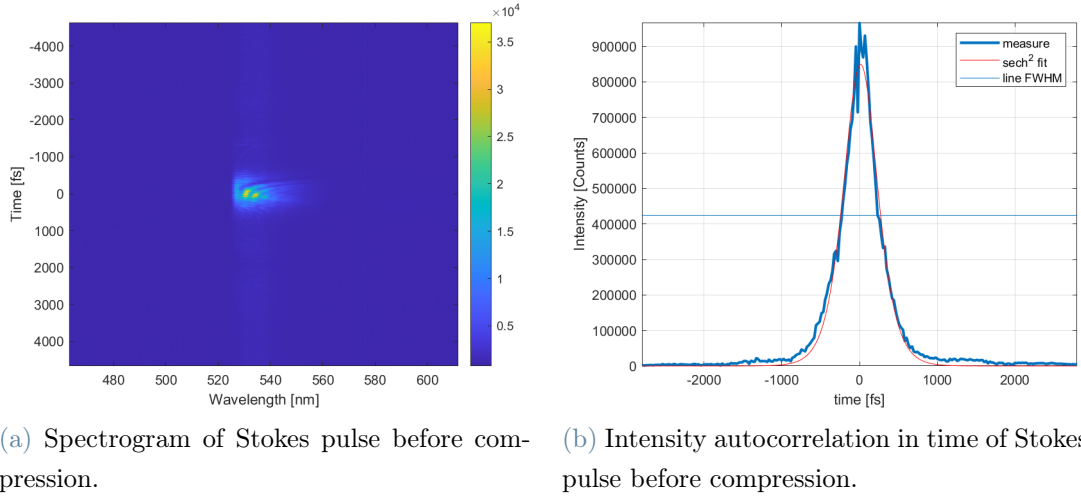 ×10⁴
-4000
-3000
-2000
-1000
0
1000
2000
3000
4000
Time [fs]
480 500 520 540 560 580 600
Wavelength [nm]
3.5
3
2.5
2
1.5
1
0.5
900000
800000
700000
600000
500000
400000
300000
200000
100000
0
Intensity [Counts]
measure
sech² fit
line FWHM
-2000 -1000 0 1000 2000
time [fs]
(a) Spectrogram of Stokes pulse before com-
pression.
(b) Intensity autocorrelation in time of Stokes
pulse before compression.